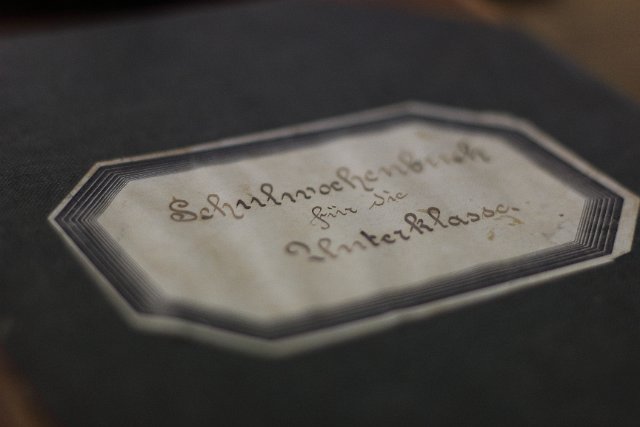 Schulwochenbuch
für die
Unterklasse.